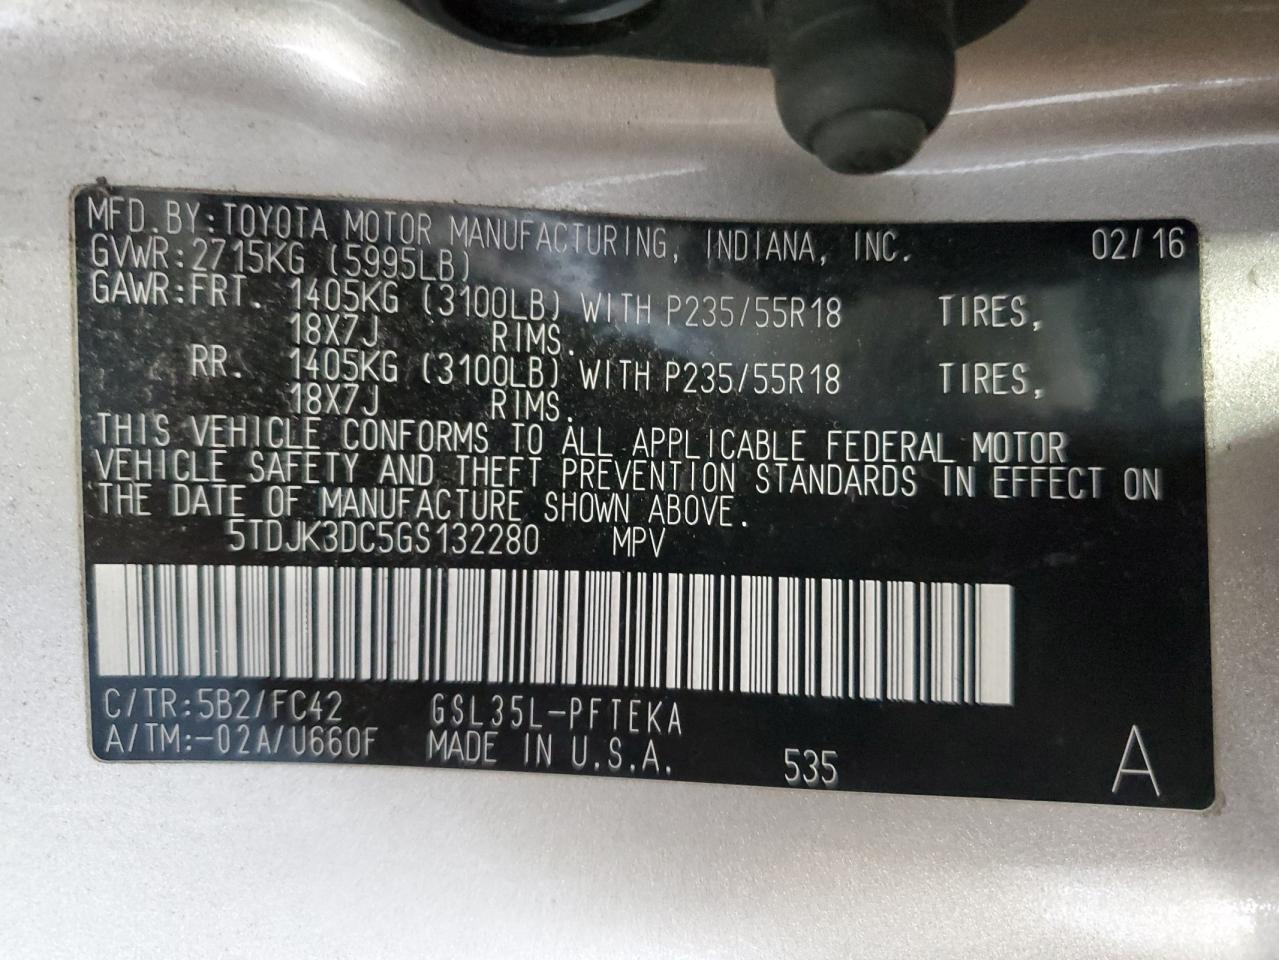 MFD.BY:TOYOTA MOTOR MANUFACTURING, INDIANA, INC. 02/16
GVWR:2715KG (5995LB)
GAWR:FRT. 1405KG (3100LB) WITH P235/55R18 TIRES,
18X7J RIMS.
RR. 1405KG (3100LB) WITH P235/55R18 TIRES,
18X7J RIMS.
THIS VEHICLE CONFORMS TO ALL APPLICABLE FEDERAL MOTOR
VEHICLE SAFETY AND THEFT PREVENTION STANDARDS IN EFFECT ON
THE DATE OF MANUFACTURE SHOWN ABOVE.
5TDJK3DC5GS132280 MPV
C/TR:5B2/FC42 GSL35L-PFTEKA
A/TM:-02A/U660F MADE IN U.S.A. 535 A